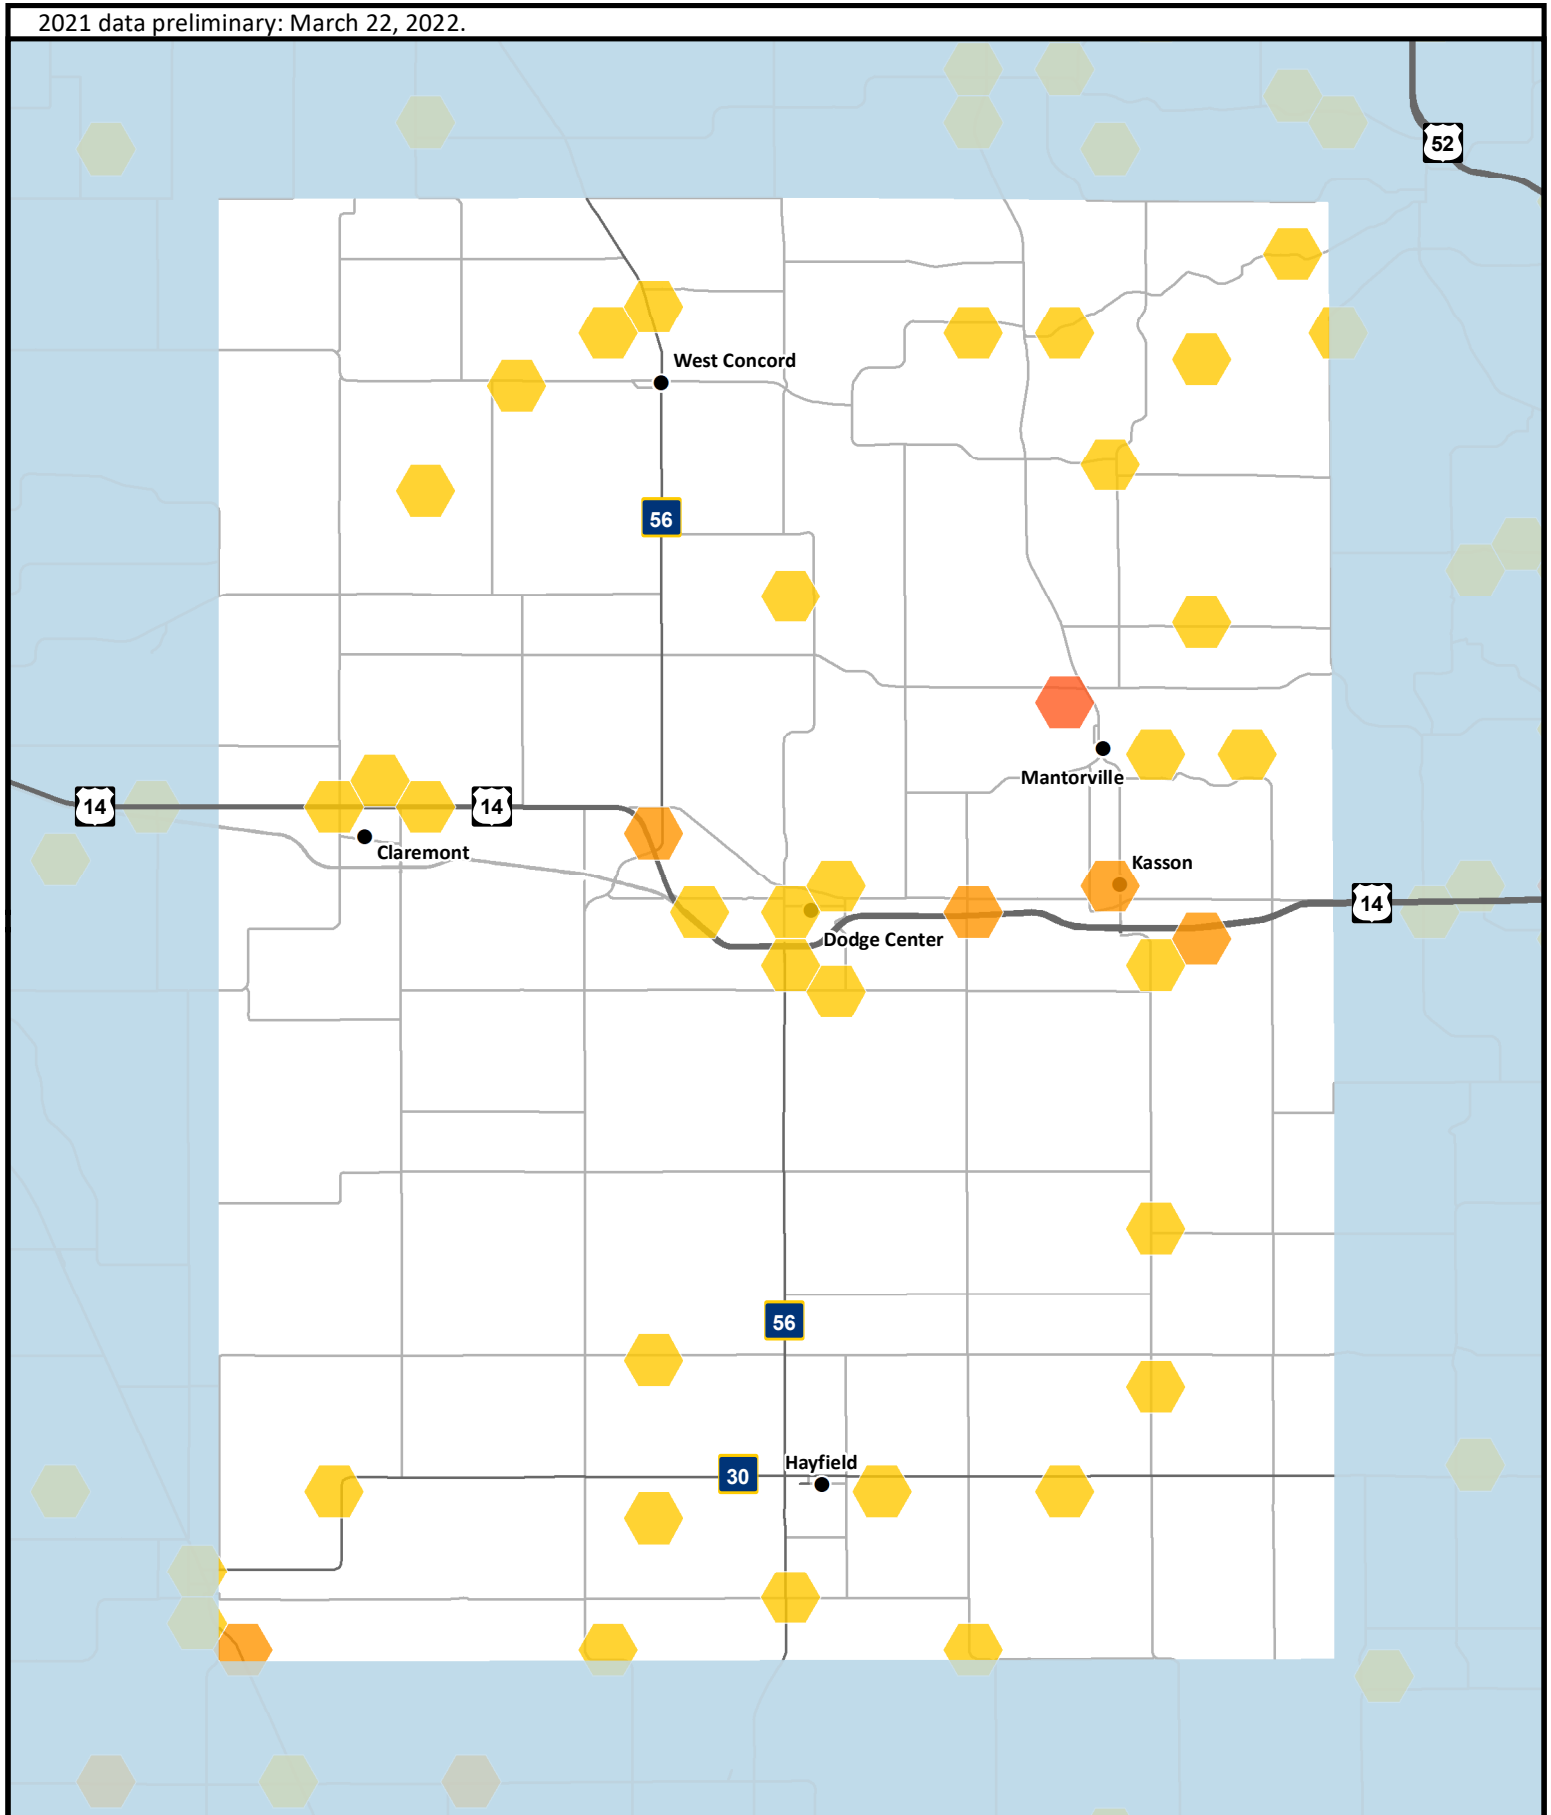 2021 data preliminary: March 22, 2022.
52
West Concord
56
Mantorville
14
14
Claremont
Kasson
14
Dodge Center
56
Hayfield
30